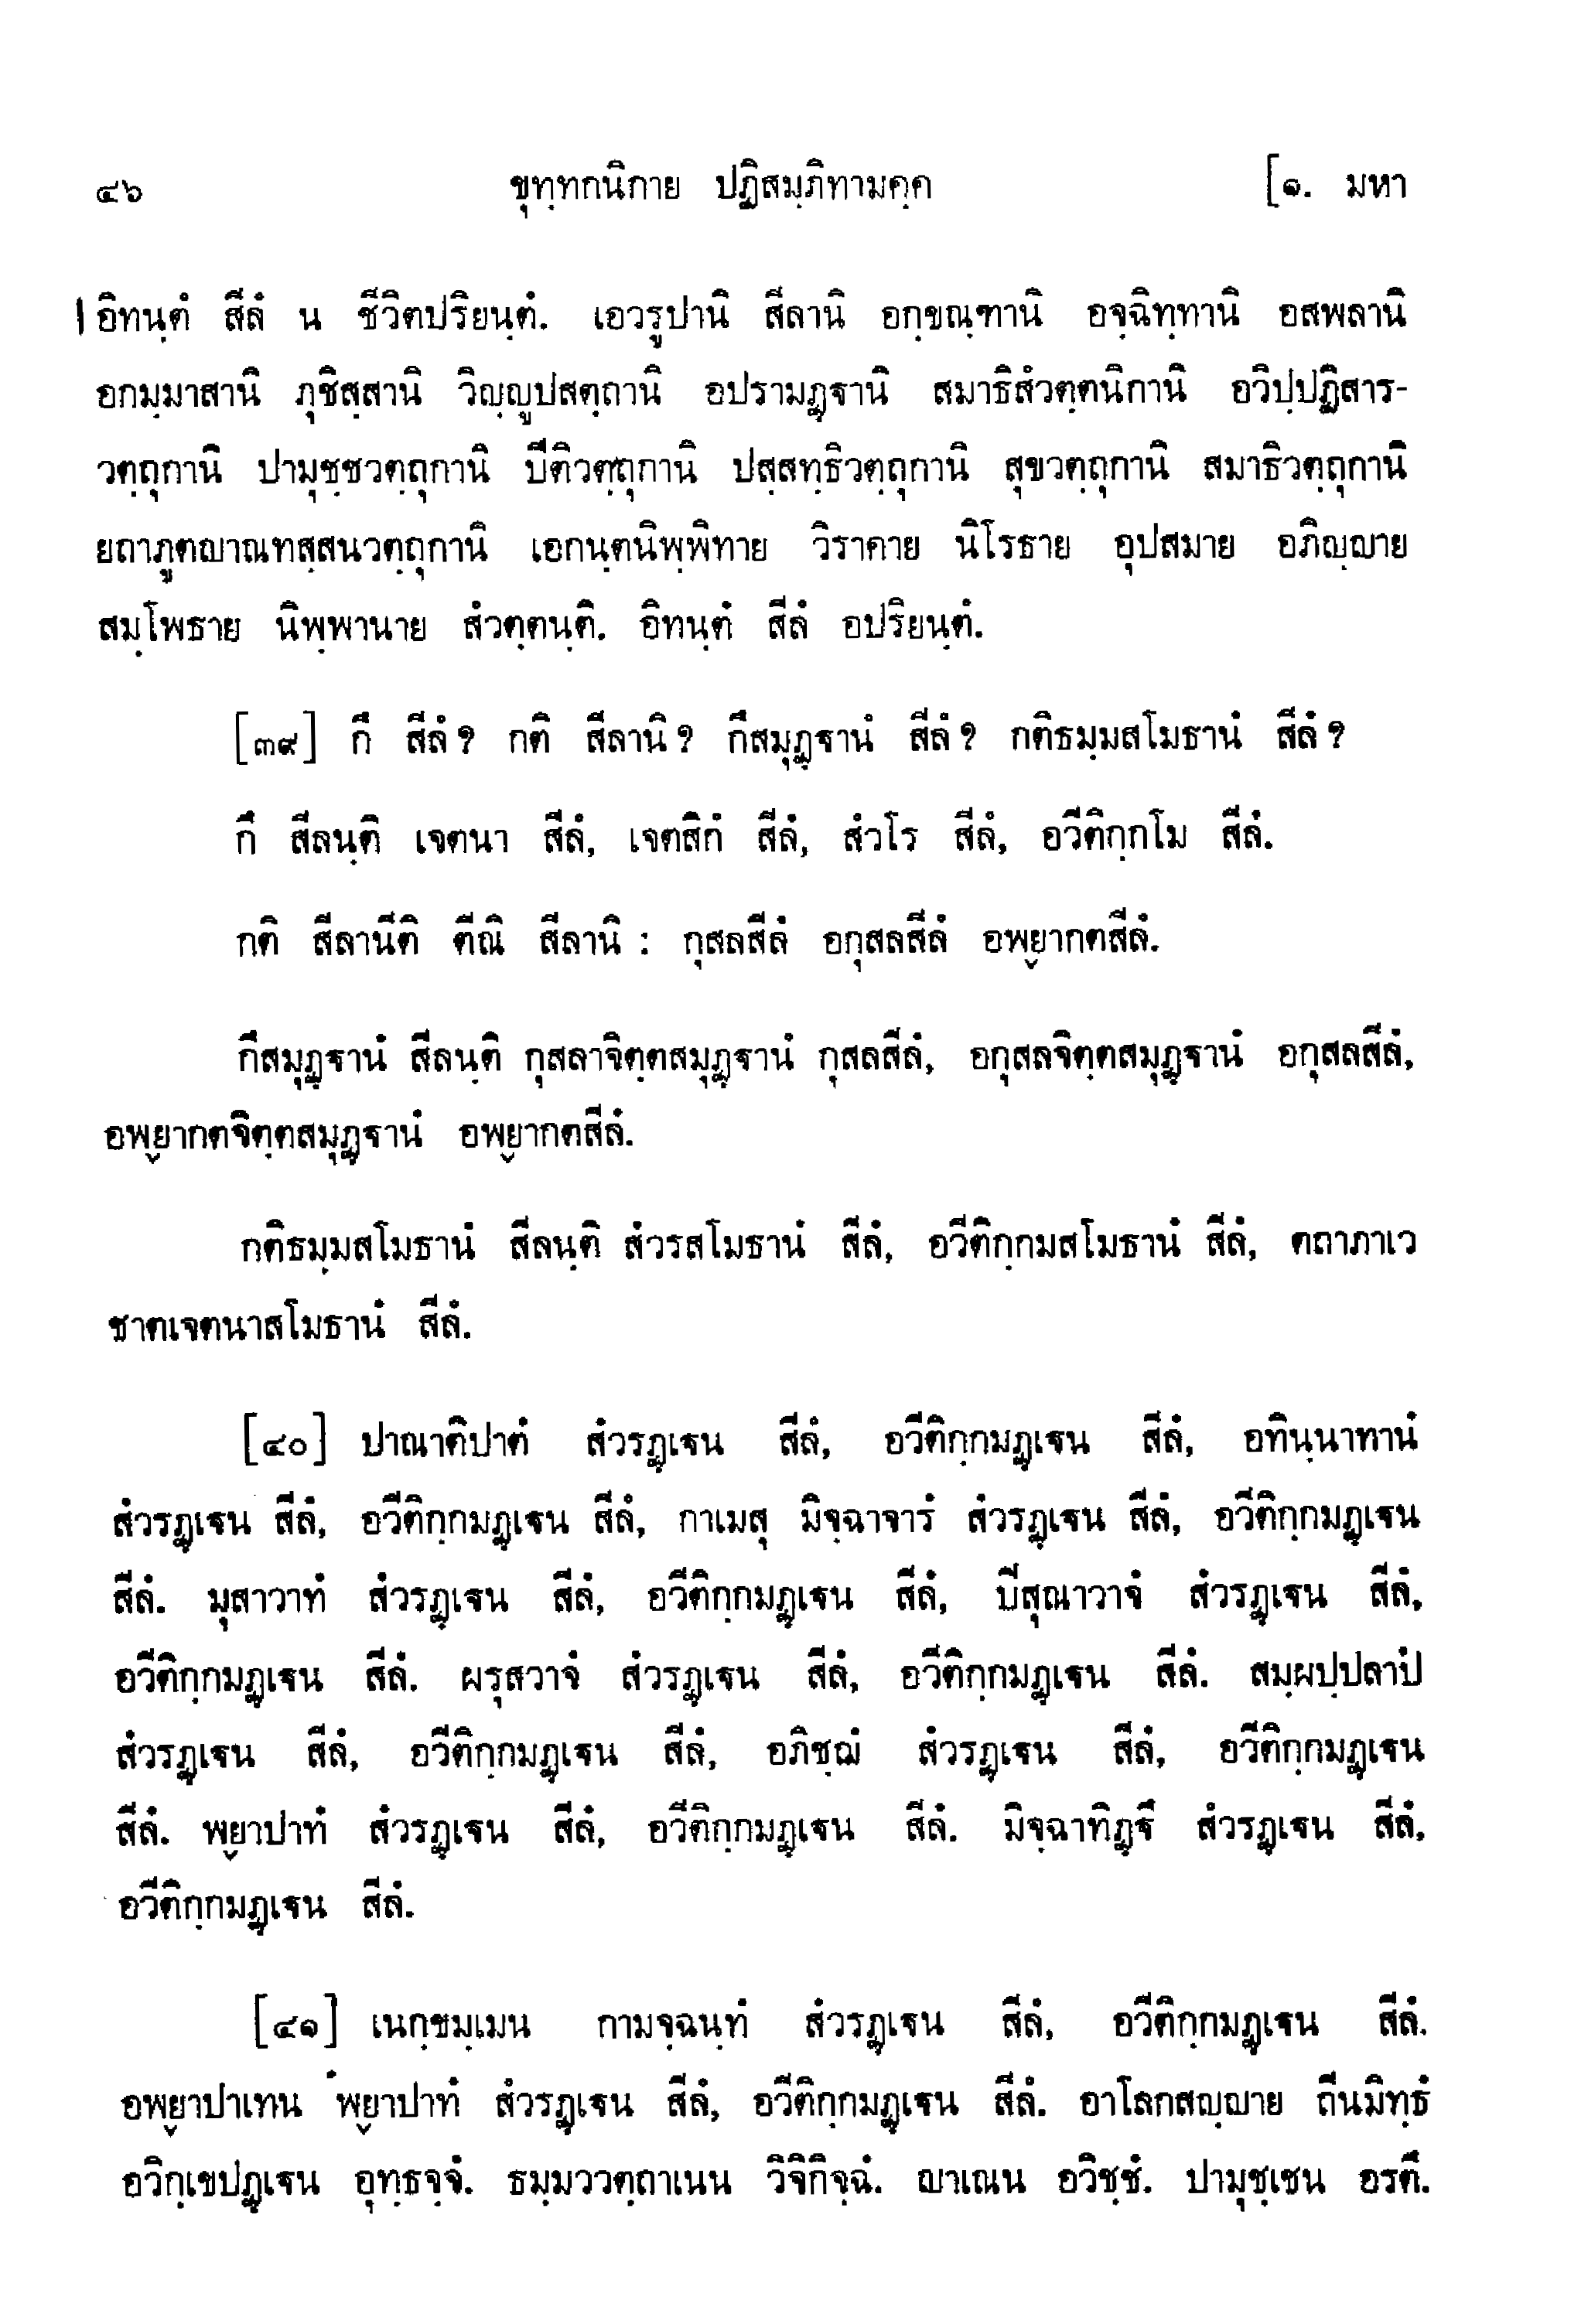 ๔๖ ขุทฺทกนิกาย ปฏิสมฺภิทามคฺค [๑. มหา
อิทนฺตํ สีลํ น ชีวิตปริยนฺตํ. เอวรูปานิ สีลานิ อกฺขณฺฑานิ อจฺฉิทฺทานิ อสพลานิ
อกมฺมาสานิ ภุชิสฺสานิ วิญฺญูปสตฺถานิ อปรามฏฺฐานิ สมาธิสํวตฺตนิกานิ อวิปฺปฏิสาร-
วตฺถุกานิ ปามุชฺชวตฺถุกานิ ปีติวตฺถุกานิ ปสฺสทฺธิวตฺถุกานิ สุขวตฺถุกานิ สมาธิวตฺถุกานิ
ยถาภูตญาณทสฺสนวตฺถุกานิ เอกนฺตนิพฺพิทาย วิราคาย นิโรธาย อุปสมาย อภิญฺญาย
สมฺโพธาย นิพฺพานาย สํวตฺตนฺติ. อิทนฺตํ สีลํ อปริยนฺตํ.
[๓๙] กึ สีลํ? กติ สีลานิ? กึสมุฏฺฐานํ สีลํ? กติธมฺมสโมธานํ สีลํ?
กึ สีลนฺติ เจตนา สีลํ, เจตสิกํ สีลํ, สํวโร สีลํ, อวีติกฺกโม สีลํ.
กติ สีลานีติ ตีณิ สีลานิ : กุสลสีลํ อกุสลสีลํ อพฺยากตสีลํ.
กึสมุฏฺฐานํ สีลนฺติ กุสลาจิตฺตสมุฏฺฐานํ กุสลสีลํ, อกุสลจิตฺตสมุฏฺฐานํ อกุสลสีลํ,
อพฺยากตจิตฺตสมุฏฺฐานํ อพฺยากตสีลํ.
กติธมฺมสโมธานํ สีลนฺติ สํวรสโมธานํ สีลํ, อวีติกฺกมสโมธานํ สีลํ, ตถาภาเว
ชาตเจตนาสโมธานํ สีลํ.
[๔๐] ปาณาติปาตํ สํวรฏฺเฐน สีลํ, อวีติกฺกมฏฺเฐน สีลํ, อทินฺนาทานํ
สํวรฏฺเฐน สีลํ, อวีติกฺกมฏฺเฐน สีลํ, กาเมสุ มิจฺฉาจารํ สํวรฏฺเฐน สีลํ, อวีติกฺกมฏฺเฐน
สีลํ. มุสาวาทํ สํวรฏฺเฐน สีลํ, อวีติกฺกมฏฺเฐน สีลํ, ปีสุณาวาจํ สํวรฏฺเฐน สีลํ,
อวีติกฺกมฏฺเฐน สีลํ. ผรุสวาจํ สํวรฏฺเฐน สีลํ, อวีติกฺกมฏฺเฐน สีลํ. สมฺผปฺปลาปํ
สํวรฏฺเฐน สีลํ, อวีติกฺกมฏฺเฐน สีลํ, อภิชฺฌํ สํวรฏฺเฐน สีลํ, อวีติกฺกมฏฺเฐน
สีลํ. พฺยาปาทํ สํวรฏฺเฐน สีลํ, อวีติกฺกมฏฺเฐน สีลํ. มิจฺฉาทิฏฺฐึ สํวรฏฺเฐน สีลํ,
อวีติกฺกมฏฺเฐน สีลํ.
[๔๑] เนกฺขมฺเมน กามจฺฉนฺทํ สํวรฏฺเฐน สีลํ, อวีติกฺกมฏฺเฐน สีลํ.
อพฺยาปาเทน พฺยาปาทํ สํวรฏฺเฐน สีลํ, อวีติกฺกมฏฺเฐน สีลํ. อาโลกสญฺญาย ถีนมิทฺธํ
อวิกฺเขปฏฺเฐน อุทฺธจฺจํ. ธมฺมววตฺถาเนน วิจิกิจฺฉํ. ญาเณน อวิชฺชํ. ปามุชฺเชน อรตึ.